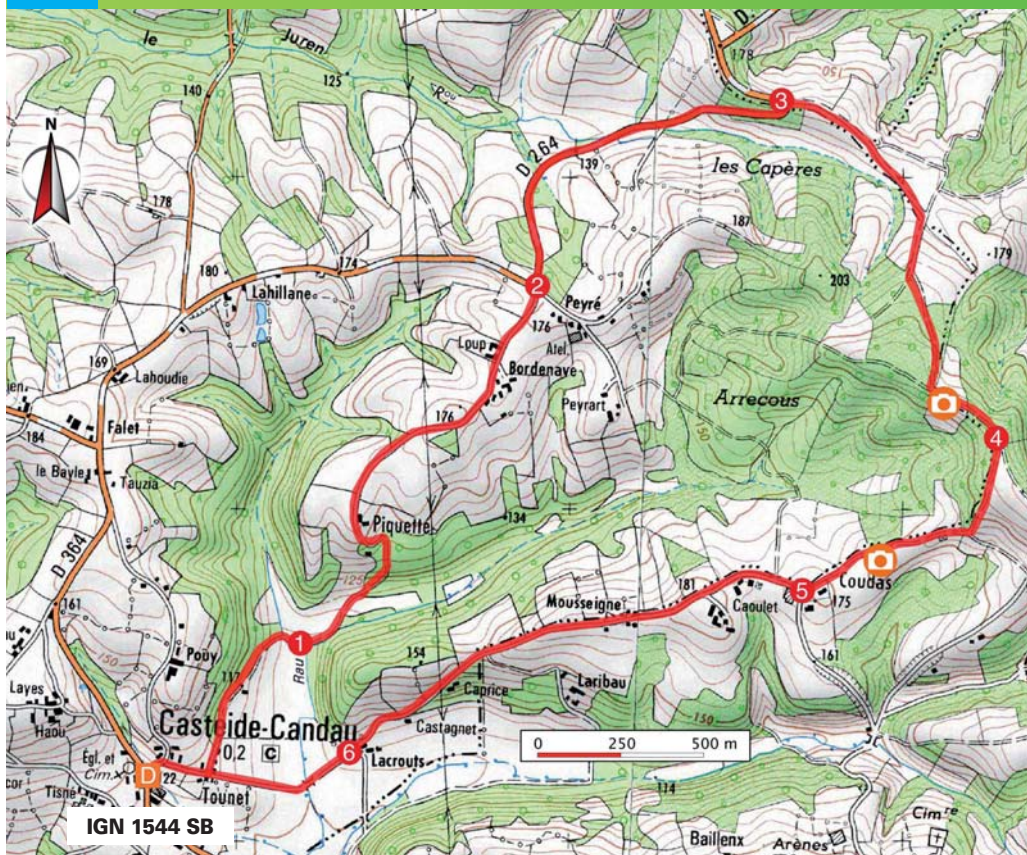 le Juren
125
140
D.
178
150
3
N
Rau
D 264
139
les Capères
187
178
180
174
Lahillane
2
Peyré
176
Atel.
203
179
Loup
Bordenave
169
Lahoudie
176
Peyrart
Arrecous
150
4
184
Falet
le Bayle
Tauzia
Piquette
134
125
D 364
161
Mousseigne
181
Caoulet
5
175
Coudas
1
Rau
154
161
Pouy
117
Caprice
Laribau
Layes
Haou
Casteide-Candau
0,2 C
Castagnet
150
6
Lacrouts
0 250 500 m
Égl. et
Cim.
D
22
Tounet
Tisné
114
IGN 1544 SB
Baillenx
Arènes
Cimre